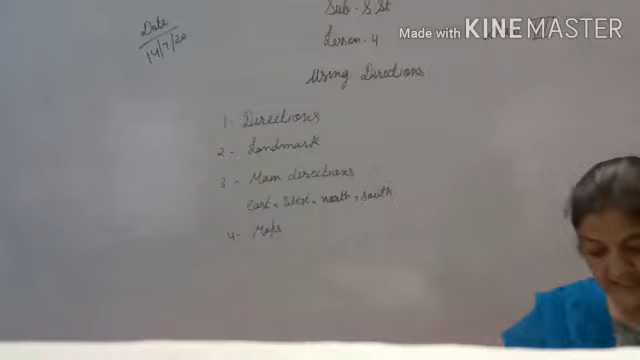 Date
14/7/20
Sub - S St
Lesson - 4
Made with KINEMASTER
Using Directions
1 Directions
2 - Landmark
3 - Main directions
East, West, north, south
4 - Maps